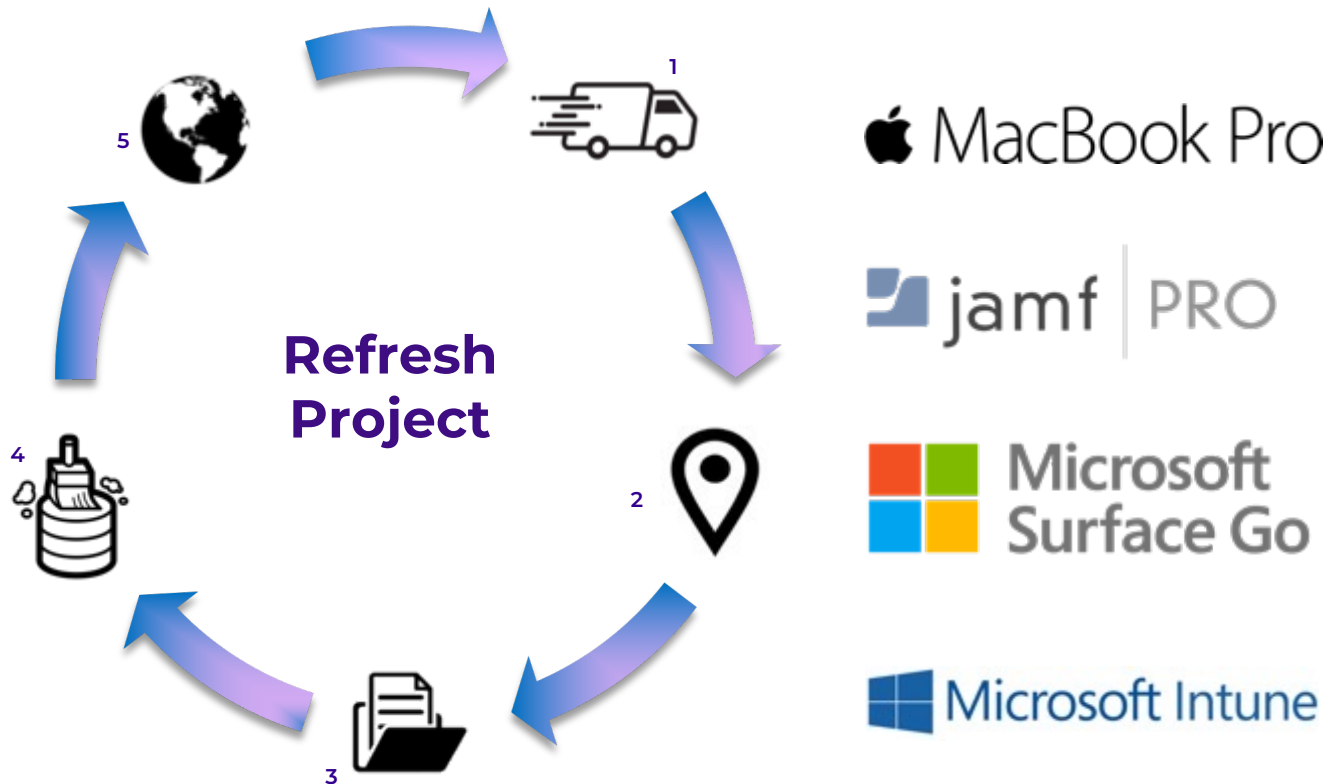 1
5
MacBook Pro
jamf PRO
Refresh
Project
Microsoft
Surface Go
4
2
Microsoft Intune
3